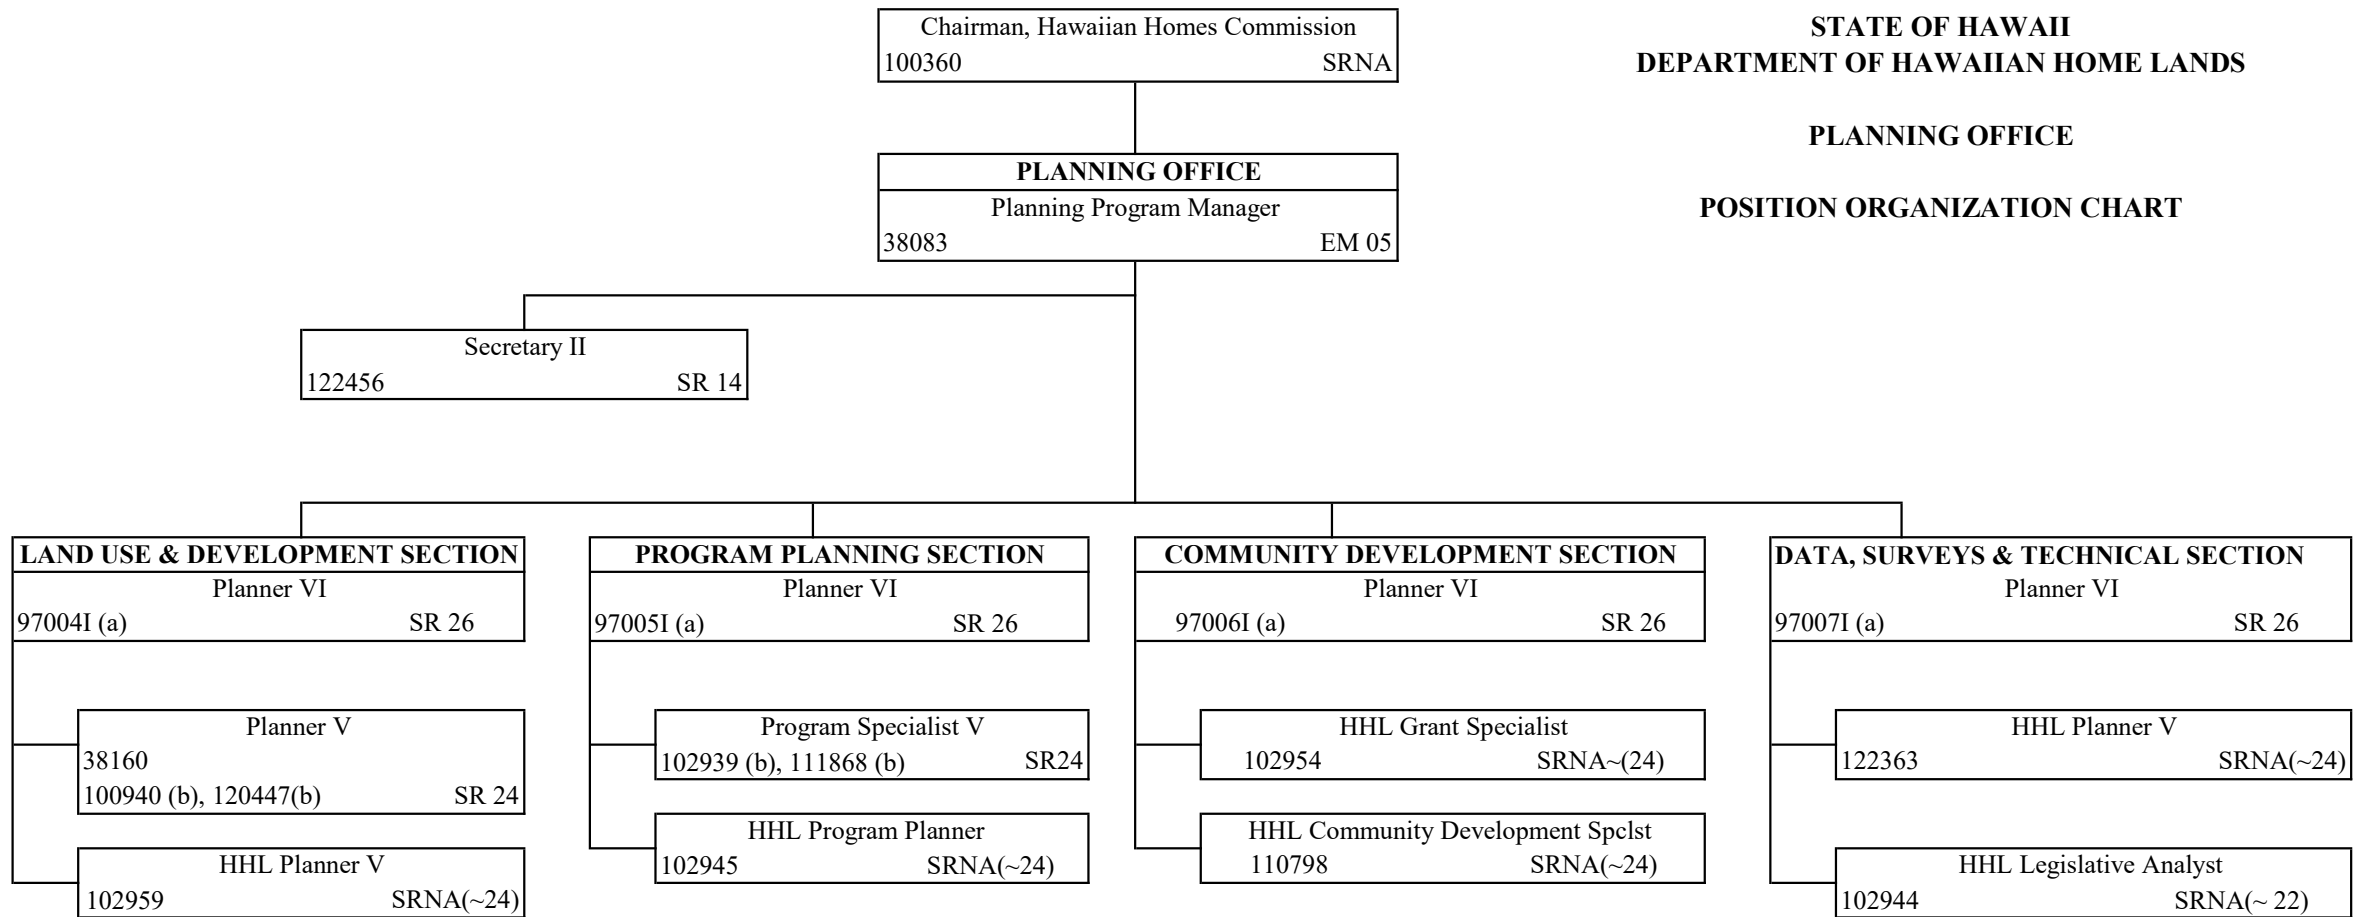 Chairman, Hawaiian Homes Commission
100360 SRNA
STATE OF HAWAII
DEPARTMENT OF HAWAIIAN HOME LANDS
PLANNING OFFICE
POSITION ORGANIZATION CHART
PLANNING OFFICE
Planning Program Manager
38083 EM 05
Secretary II
122456 SR 14
LAND USE & DEVELOPMENT SECTION
Planner VI
97004I (a) SR 26
Planner V
38160
100940 (b), 120447(b) SR 24
HHL Planner V
102959 SRNA(~24)
PROGRAM PLANNING SECTION
Planner VI
97005I (a) SR 26
Program Specialist V
102939 (b), 111868 (b) SR24
HHL Program Planner
102945 SRNA(~24)
COMMUNITY DEVELOPMENT SECTION
Planner VI
97006I (a) SR 26
HHL Grant Specialist
102954 SRNA~(24)
HHL Community Development Spclst
110798 SRNA(~24)
DATA, SURVEYS & TECHNICAL SECTION
Planner VI
97007I (a) SR 26
HHL Planner V
122363 SRNA(~24)
HHL Legislative Analyst
102944 SRNA(~ 22)